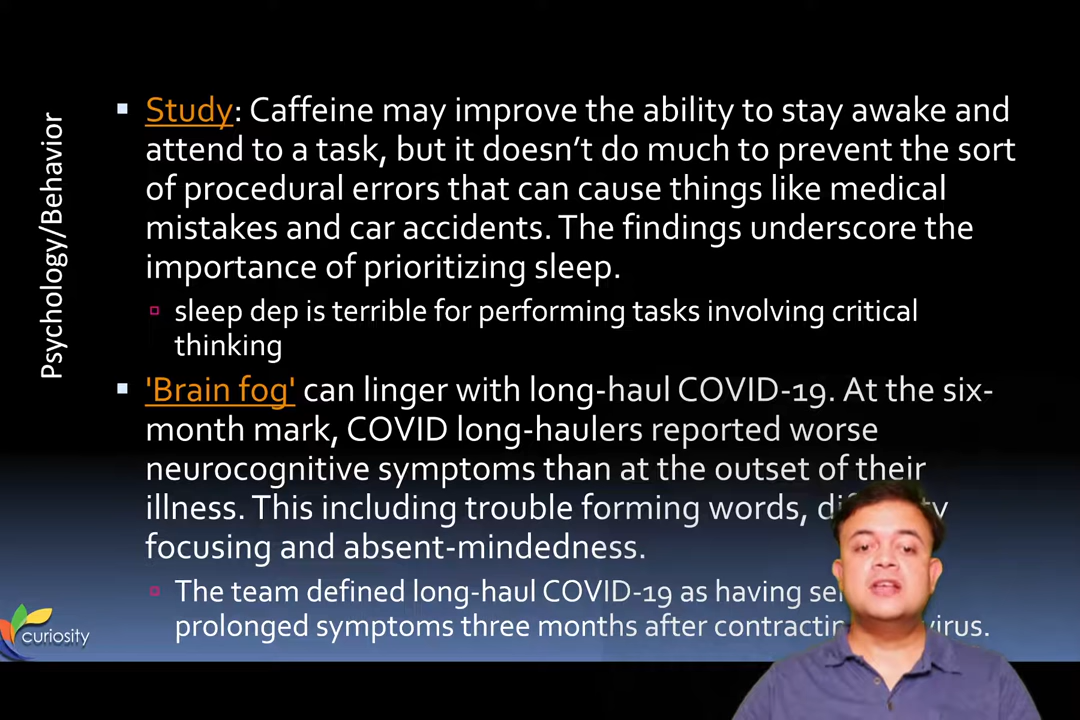 Psychology/Behavior
Study: Caffeine may improve the ability to stay awake and
attend to a task, but it doesn't do much to prevent the sort
of procedural errors that can cause things like medical
mistakes and car accidents. The findings underscore the
importance of prioritizing sleep.
sleep dep is terrible for performing tasks involving critical
thinking
'Brain fog' can linger with long-haul COVID-19. At the six-
month mark, COVID long-haulers reported worse
neurocognitive symptoms than at the outset of their
illness. This including trouble forming words,
focusing and absent-mindedness.
The team defined long-haul COVID-19 as having
prolonged symptoms three months after
curiosity